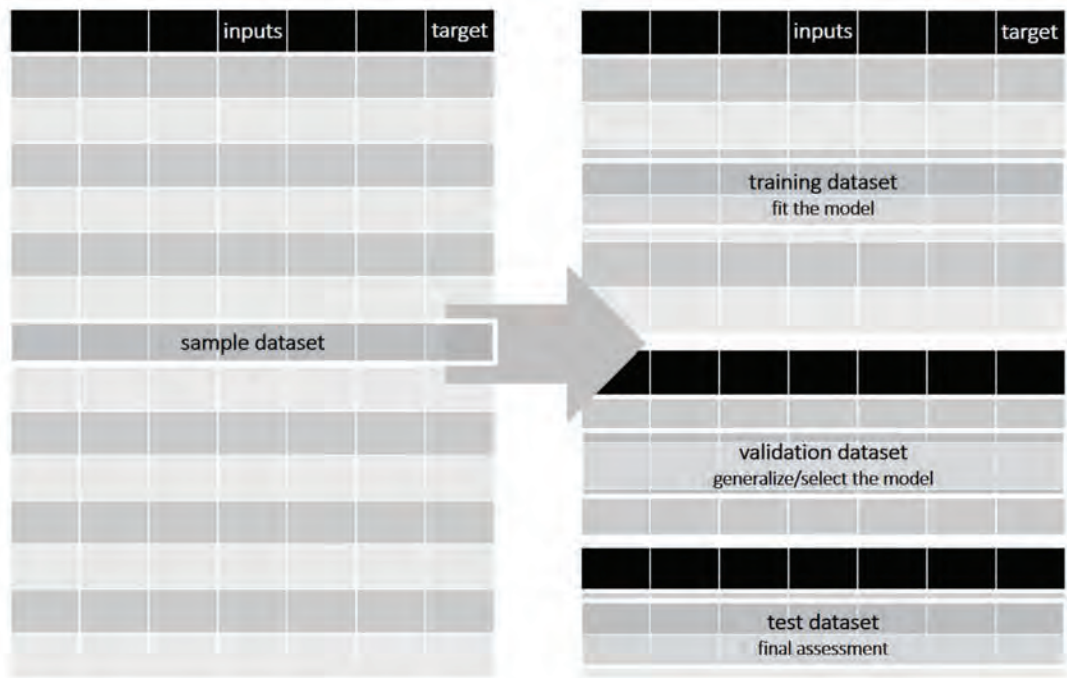 inputs target
sample dataset
inputs target
training dataset
fit the model
validation dataset
generalize/select the model
test dataset
final assessment